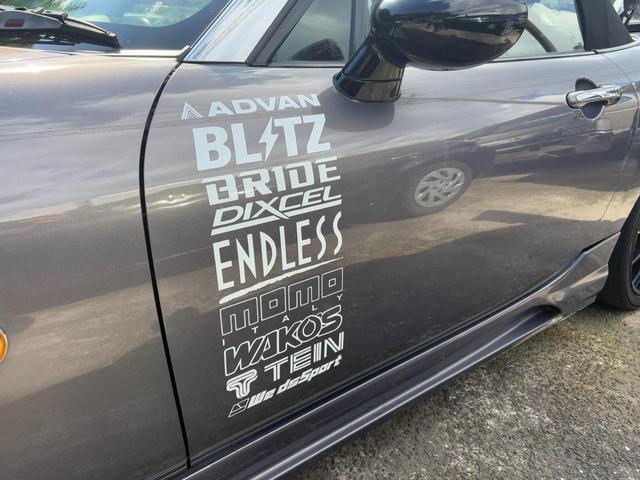 ADVAN
BLITZ
BRIDE
DIXCEL
ENDLESS
momo
ITALY
WAKO'S
TEIN
WedsSport